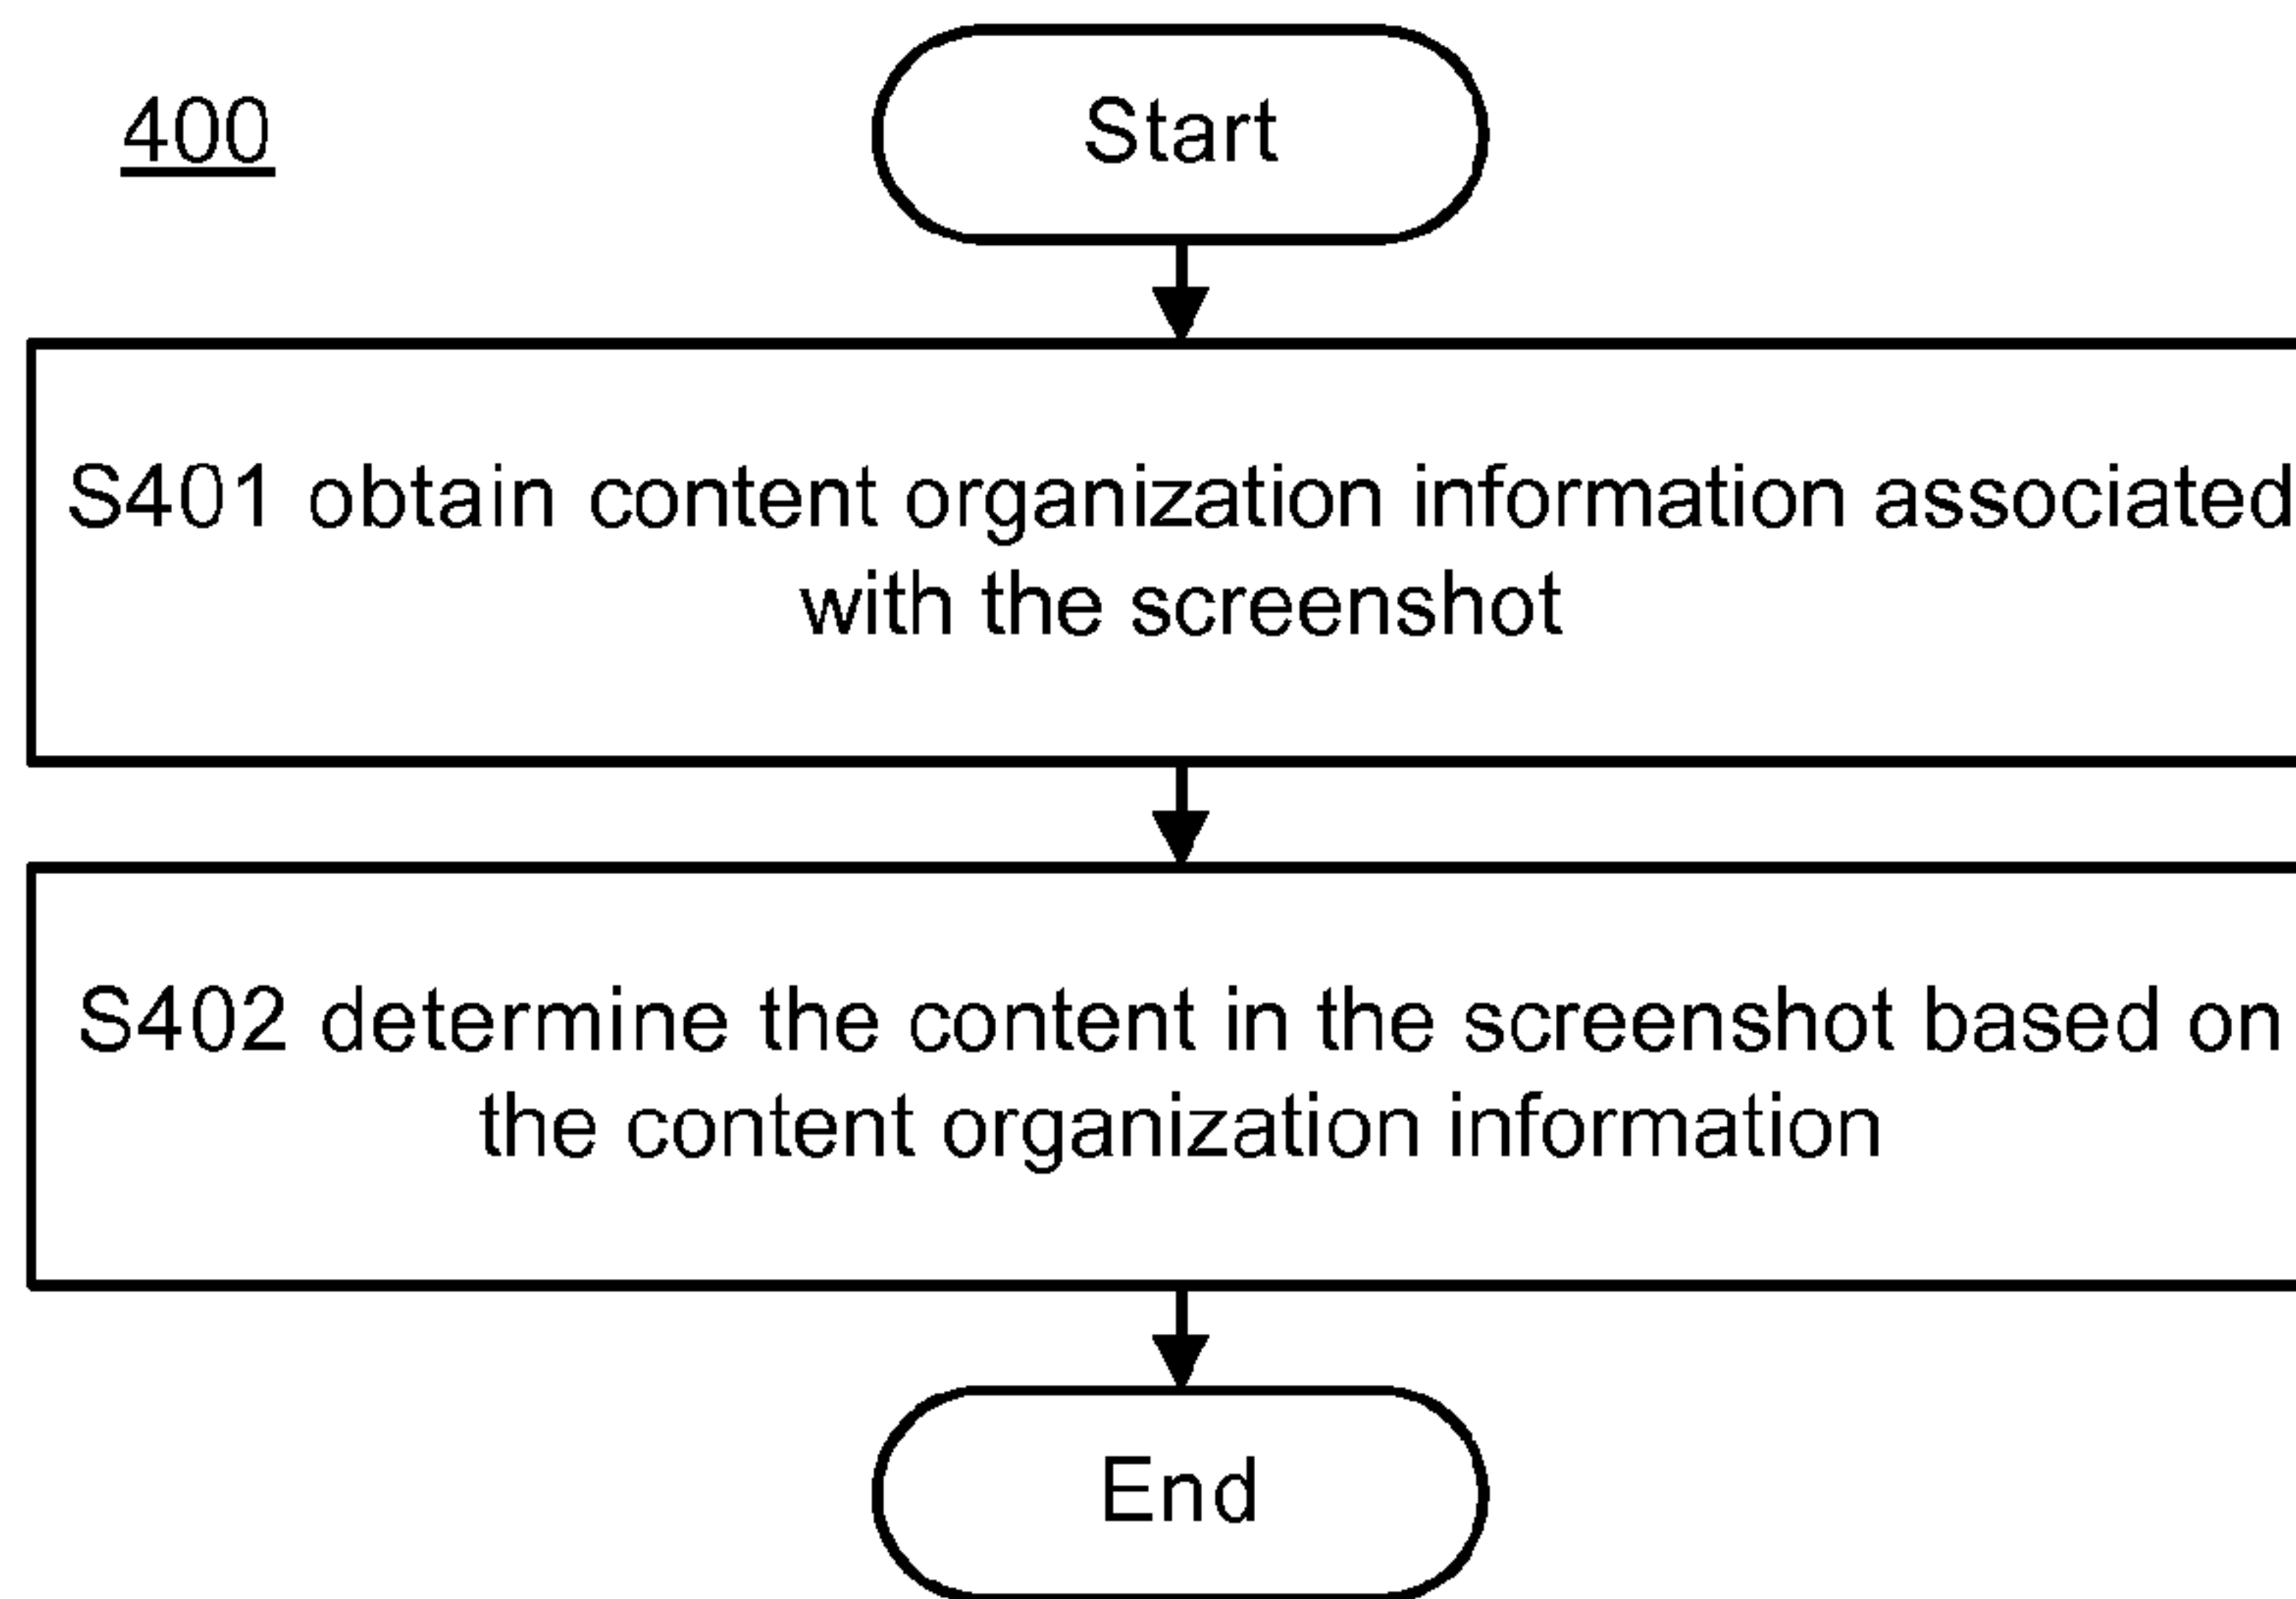 400
Start
S401 obtain content organization information associated
with the screenshot
S402 determine the content in the screenshot based on
the content organization information
End